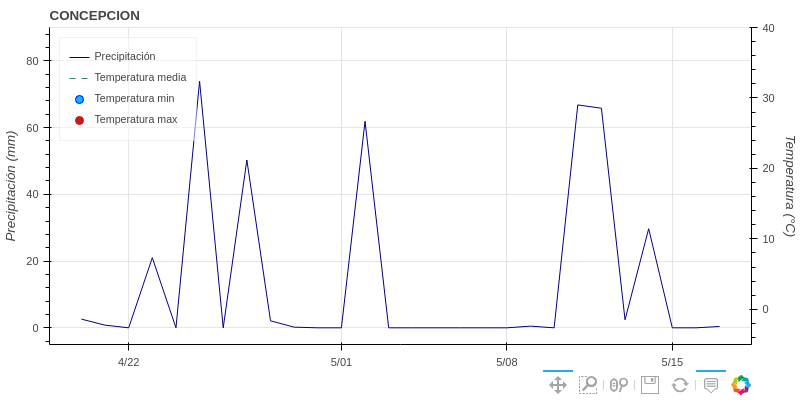 CONCEPCION
Precipitación
Temperatura media
Temperatura min
Temperatura max
Precipitación (mm)
80
60
40
20
0
40
30
20
10
0
Temperatura (°C)
4/22
5/01
5/08
5/15